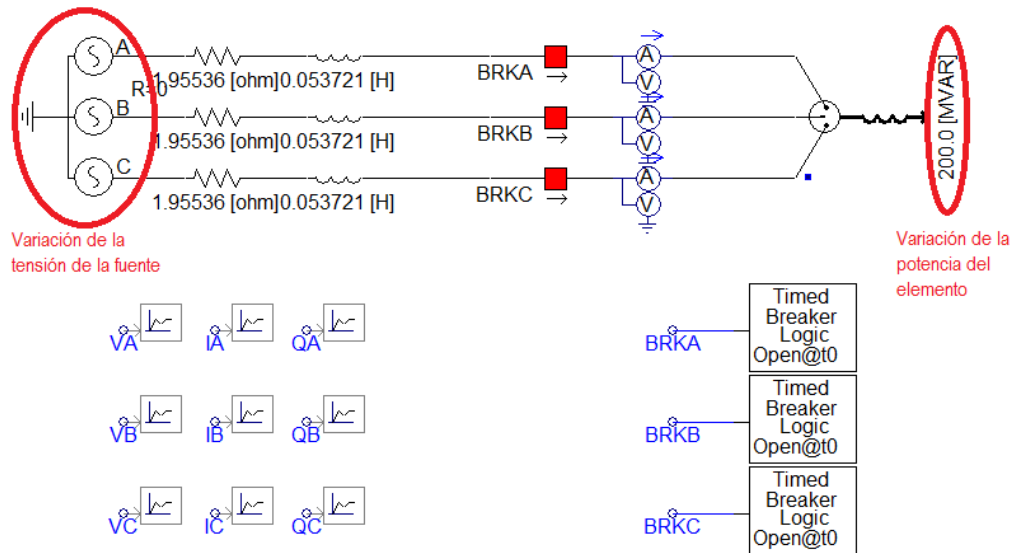 A
1.95536 [ohm]0.053721 [H]
BRKA
A
V
R=0
B
1.95536 [ohm]0.053721 [H]
BRKB
A
V
200.0 [MVAR]
C
1.95536 [ohm]0.053721 [H]
BRKC
A
V
Variación de la
tensión de la fuente
Variación de la
potencia del
elemento
VA IA QA
BRKA
Timed
Breaker
Logic
Open@t0
VB IB QB
BRKB
Timed
Breaker
Logic
Open@t0
VC IC QC
BRKC
Timed
Breaker
Logic
Open@t0